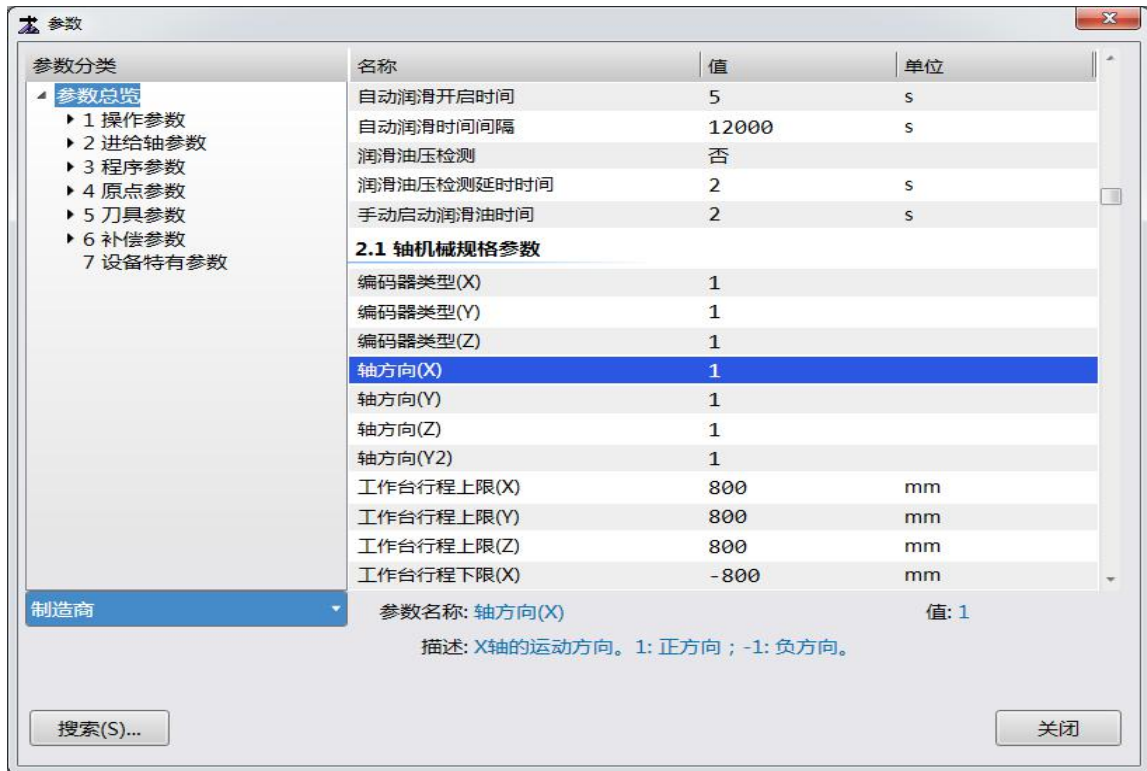 参数
参数分类
参数总览
1 操作参数
2 进给轴参数
3 程序参数
4 原点参数
5 刀具参数
6 补偿参数
7 设备特有参数
制造商
名称 值 单位
自动润滑开启时间 5 s
自动润滑时间间隔 12000 s
润滑油压检测 否
润滑油压检测延时时间 2 s
手动启动润滑油时间 2 s
2.1 轴机械规格参数
编码器类型(X) 1
编码器类型(Y) 1
编码器类型(Z) 1
轴方向(X) 1
轴方向(Y) 1
轴方向(Z) 1
轴方向(Y2) 1
工作台行程上限(X) 800 mm
工作台行程上限(Y) 800 mm
工作台行程上限(Z) 800 mm
工作台行程下限(X) -800 mm
参数名称: 轴方向(X) 值: 1
描述: X轴的运动方向。1: 正方向；-1: 负方向。
搜索(S)... 关闭